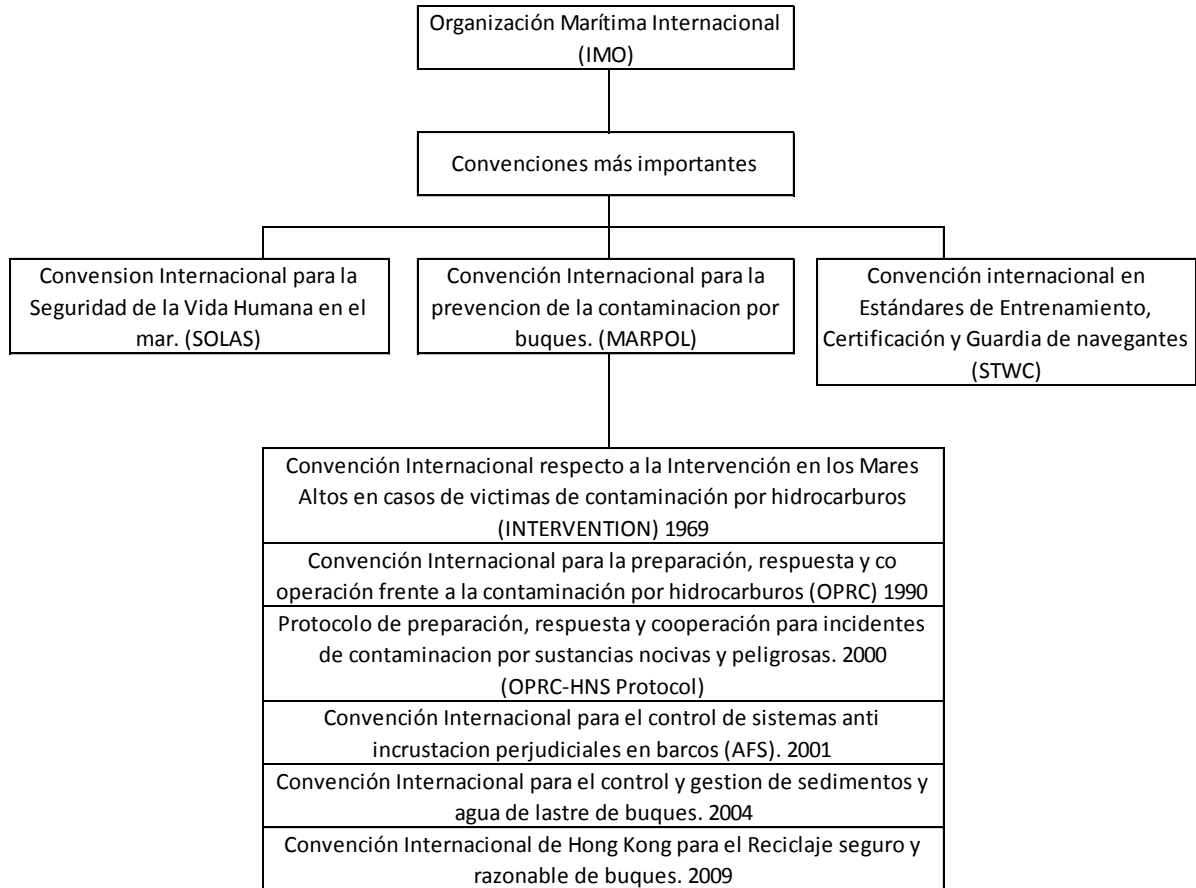 Organización Marítima Internacional
(IMO)
Convenciones más importantes
Convension Internacional para la
Seguridad de la Vida Humana en el
mar. (SOLAS)
Convención Internacional para la
prevencion de la contaminacion por
buques. (MARPOL)
Convención internacional en
Estándares de Entrenamiento,
Certificación y Guardia de navegantes
(STWC)
Convención Internacional respecto a la Intervención en los Mares
Altos en casos de victimas de contaminación por hidrocarburos
(INTERVENTION) 1969
Convención Internacional para la preparación, respuesta y co
operación frente a la contaminación por hidrocarburos (OPRC) 1990
Protocolo de preparación, respuesta y cooperación para incidentes
de contaminacion por sustancias nocivas y peligrosas. 2000
(OPRC-HNS Protocol)
Convención Internacional para el control de sistemas anti
incrustacion perjudiciales en barcos (AFS). 2001
Convención Internacional para el control y gestion de sedimentos y
agua de lastre de buques. 2004
Convención Internacional de Hong Kong para el Reciclaje seguro y
razonable de buques. 2009